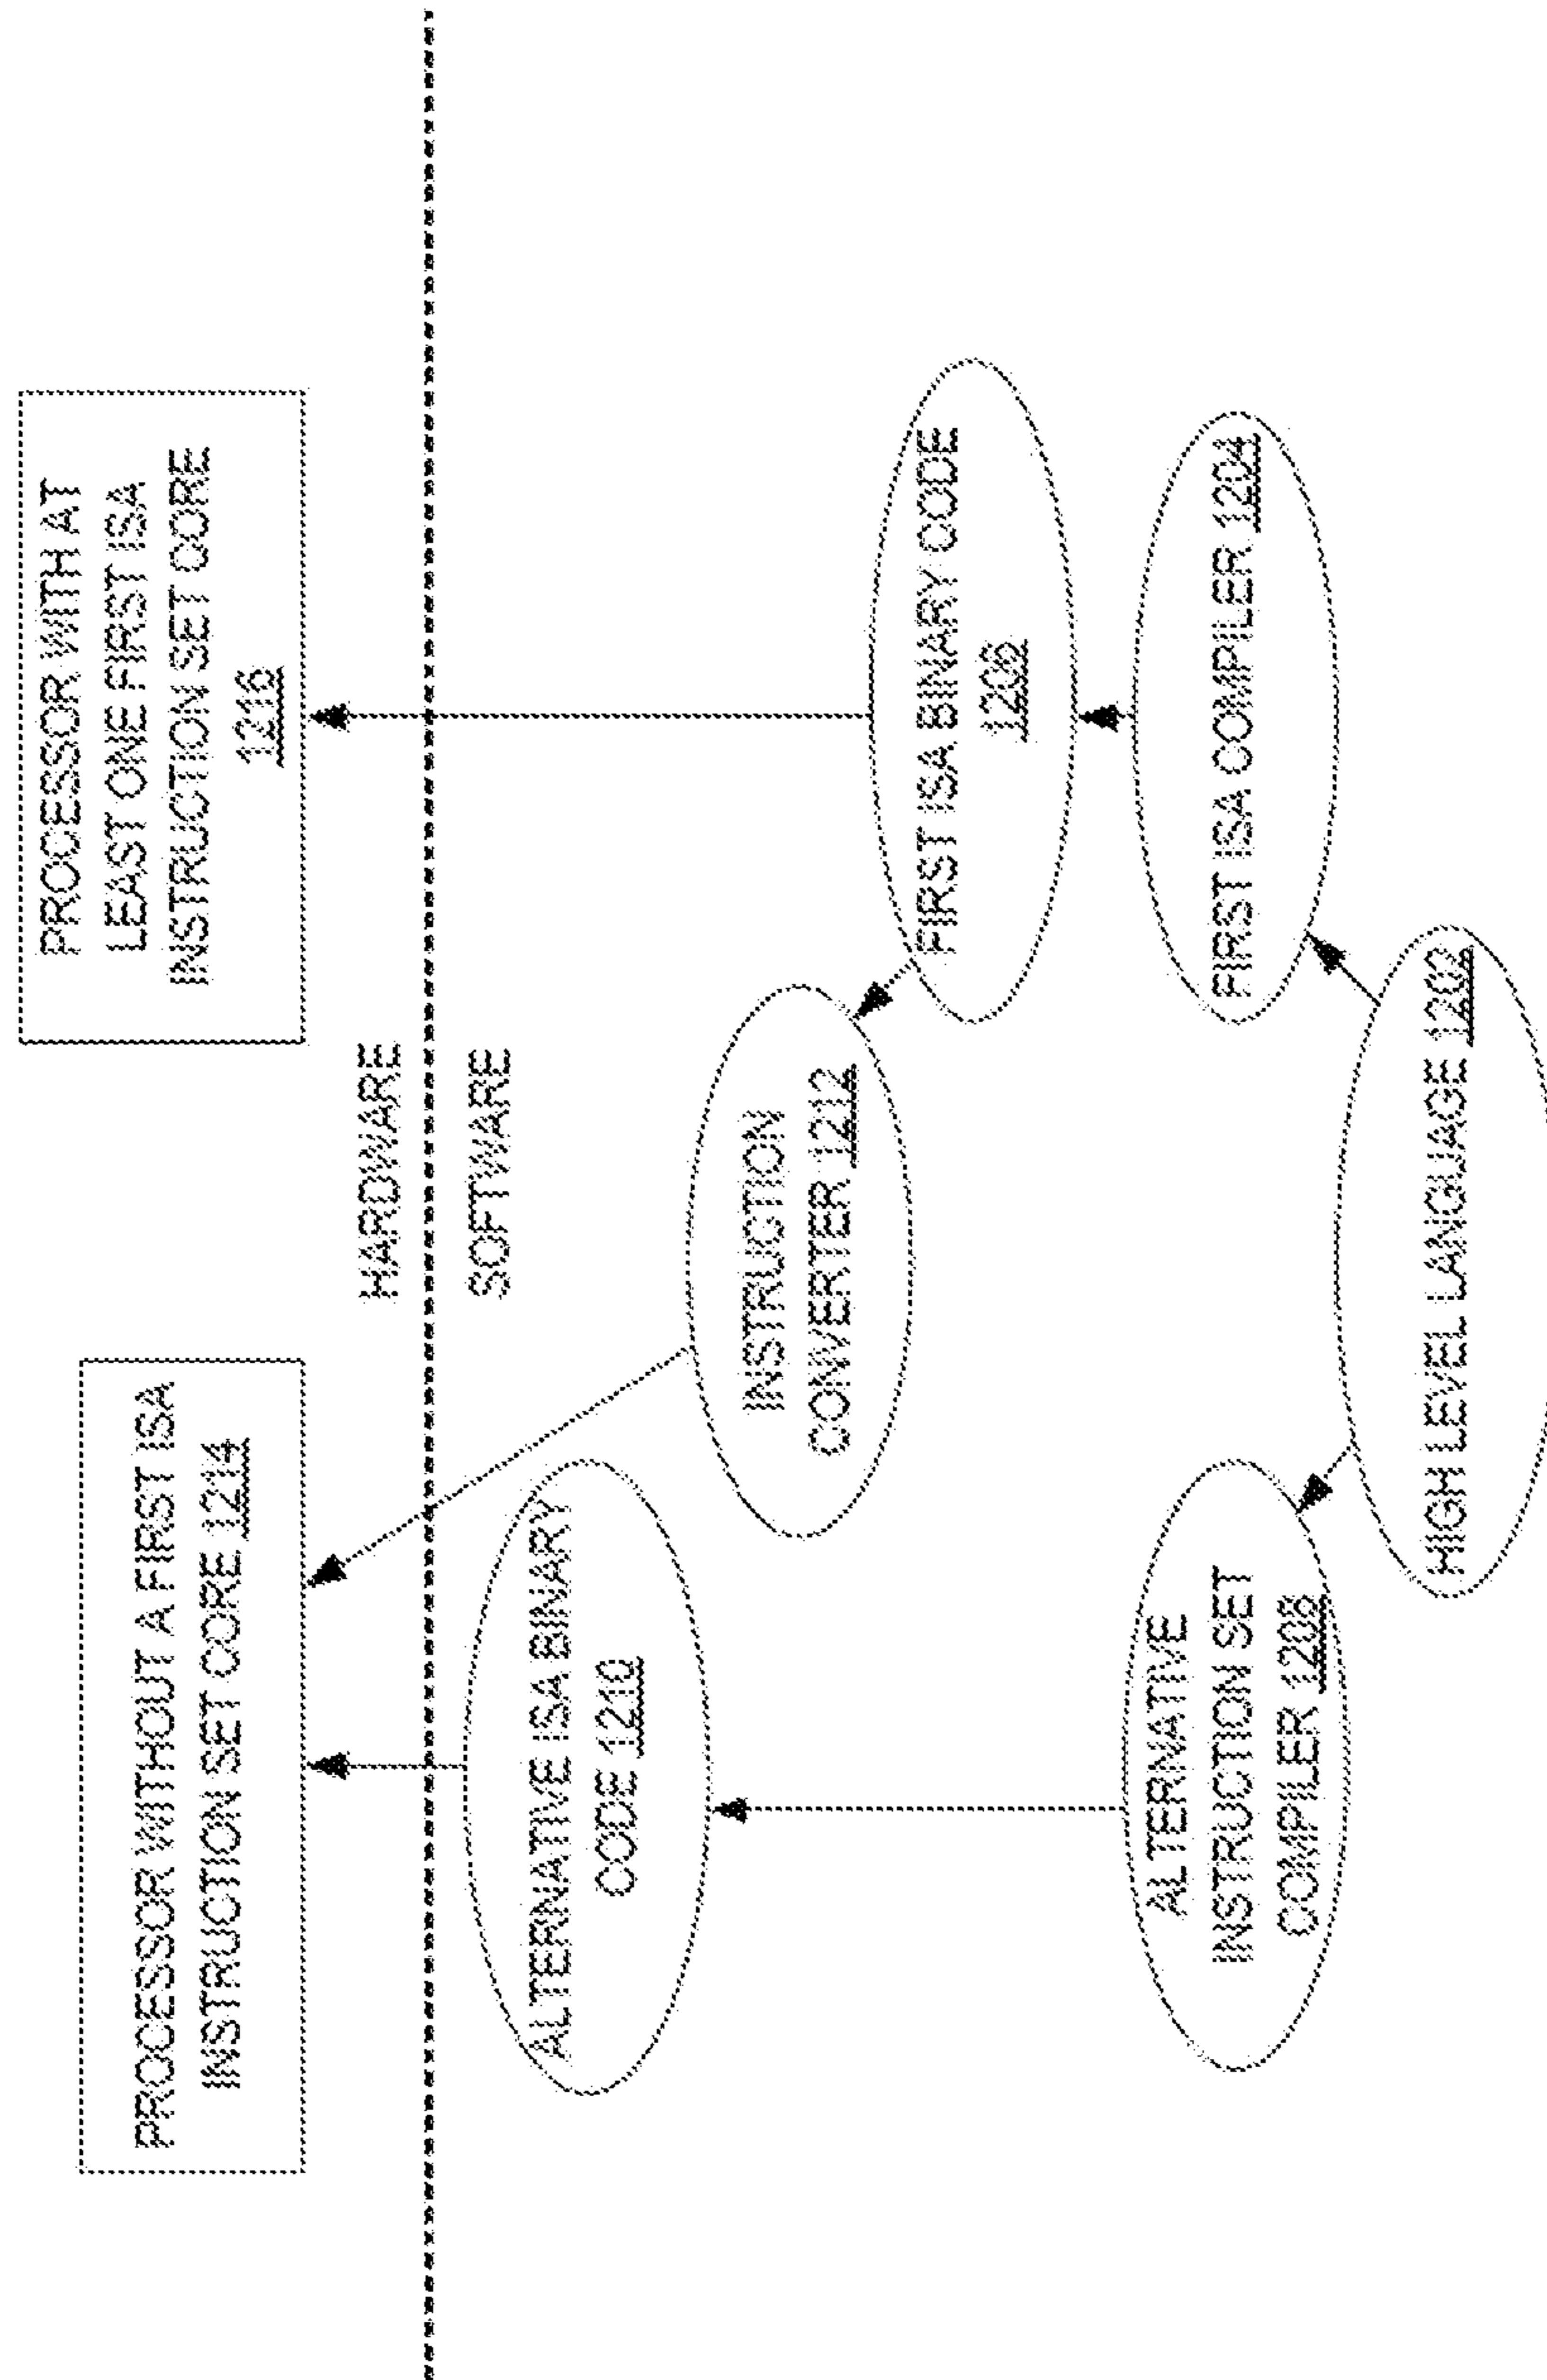 PROCESSOR WITHOUT A FIRST ISA
INSTRUCTION SET CORE 1214
PROCESSOR WITH AT
LEAST ONE FIRST ISA
INSTRUCTION SET CORE
1216
HARDWARE
SOFTWARE
ALTERNATIVE ISA BINARY
CODE 1210
INSTRUCTION
CONVERTER 1212
FIRST ISA BINARY CODE
1206
ALTERNATIVE
INSTRUCTION SET
COMPILER 1208
FIRST ISA COMPILER 1204
HIGH LEVEL LANGUAGE 1202